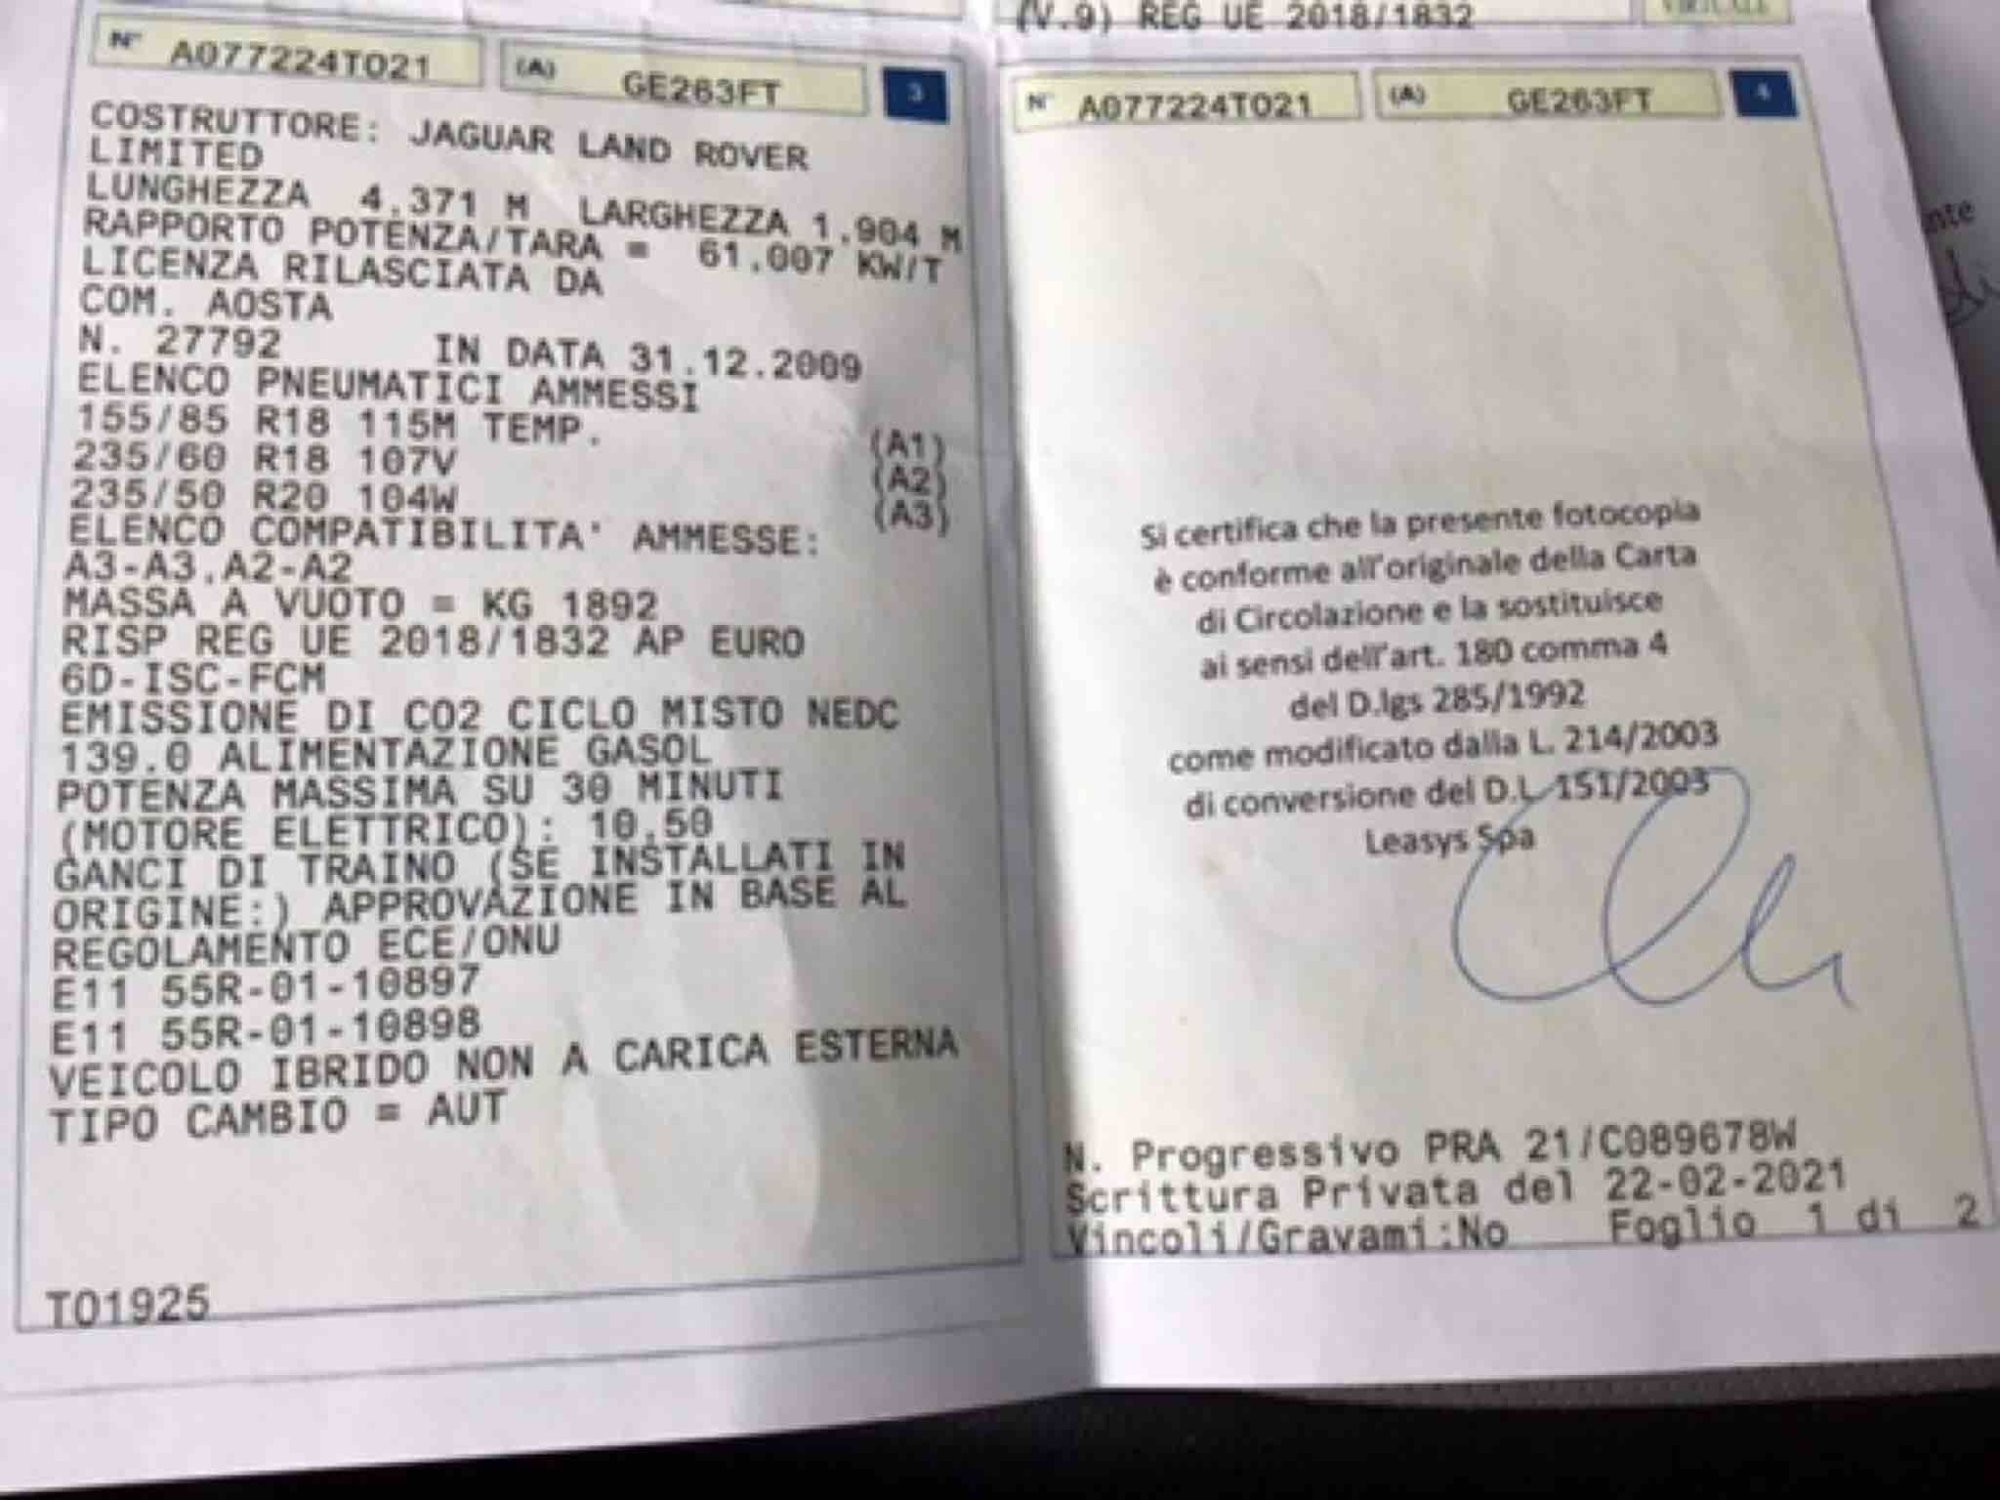 (V.9) REG UE 2018/1832
N° A077224TO21 (A) GE263FT 3
COSTRUTTORE: JAGUAR LAND ROVER
LIMITED
LUNGHEZZA 4.371 M LARGHEZZA 1.904 M
RAPPORTO POTENZA/TARA = 61.007 KW/T
LICENZA RILASCIATA DA
COM. AOSTA
N. 27792 IN DATA 31.12.2009
ELENCO PNEUMATICI AMMESSI
155/85 R18 115M TEMP. (A1)
235/60 R18 107V (A2)
235/50 R20 104W (A3)
ELENCO COMPATIBILITA' AMMESSE:
A3-A3,A2-A2
MASSA A VUOTO = KG 1892
RISP REG UE 2018/1832 AP EURO
6D-ISC-FCM
EMISSIONE DI CO2 CICLO MISTO NEDC
139.0 ALIMENTAZIONE GASOL
POTENZA MASSIMA SU 30 MINUTI
(MOTORE ELETTRICO): 10.50
GANCI DI TRAINO (SE INSTALLATI IN
ORIGINE:) APPROVAZIONE IN BASE AL
REGOLAMENTO ECE/ONU
E11 55R-01-10897
E11 55R-01-10898
VEICOLO IBRIDO NON A CARICA ESTERNA
TIPO CAMBIO = AUT
TO1925
N° A077224TO21 (A) GE263FT 4
Si certifica che la presente fotocopia
è conforme all'originale della Carta
di Circolazione e la sostituisce
ai sensi dell'art. 180 comma 4
del D.lgs 285/1992
come modificato dalla L. 214/2003
di conversione del D.L 151/2003
Leasys Spa
N. Progressivo PRA 21/C089678W
Scrittura Privata del 22-02-2021
Vincoli/Gravami:No Foglio 1 di 2